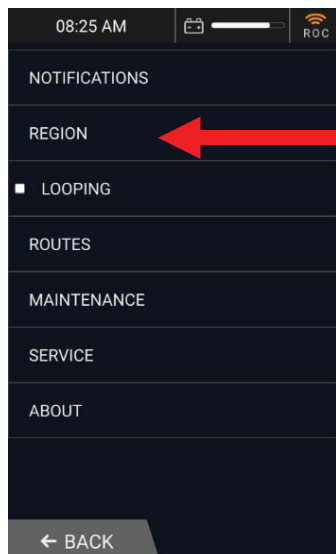 08:25 AM
ROC
NOTIFICATIONS
REGION
LOOPING
ROUTES
MAINTENANCE
SERVICE
ABOUT
BACK